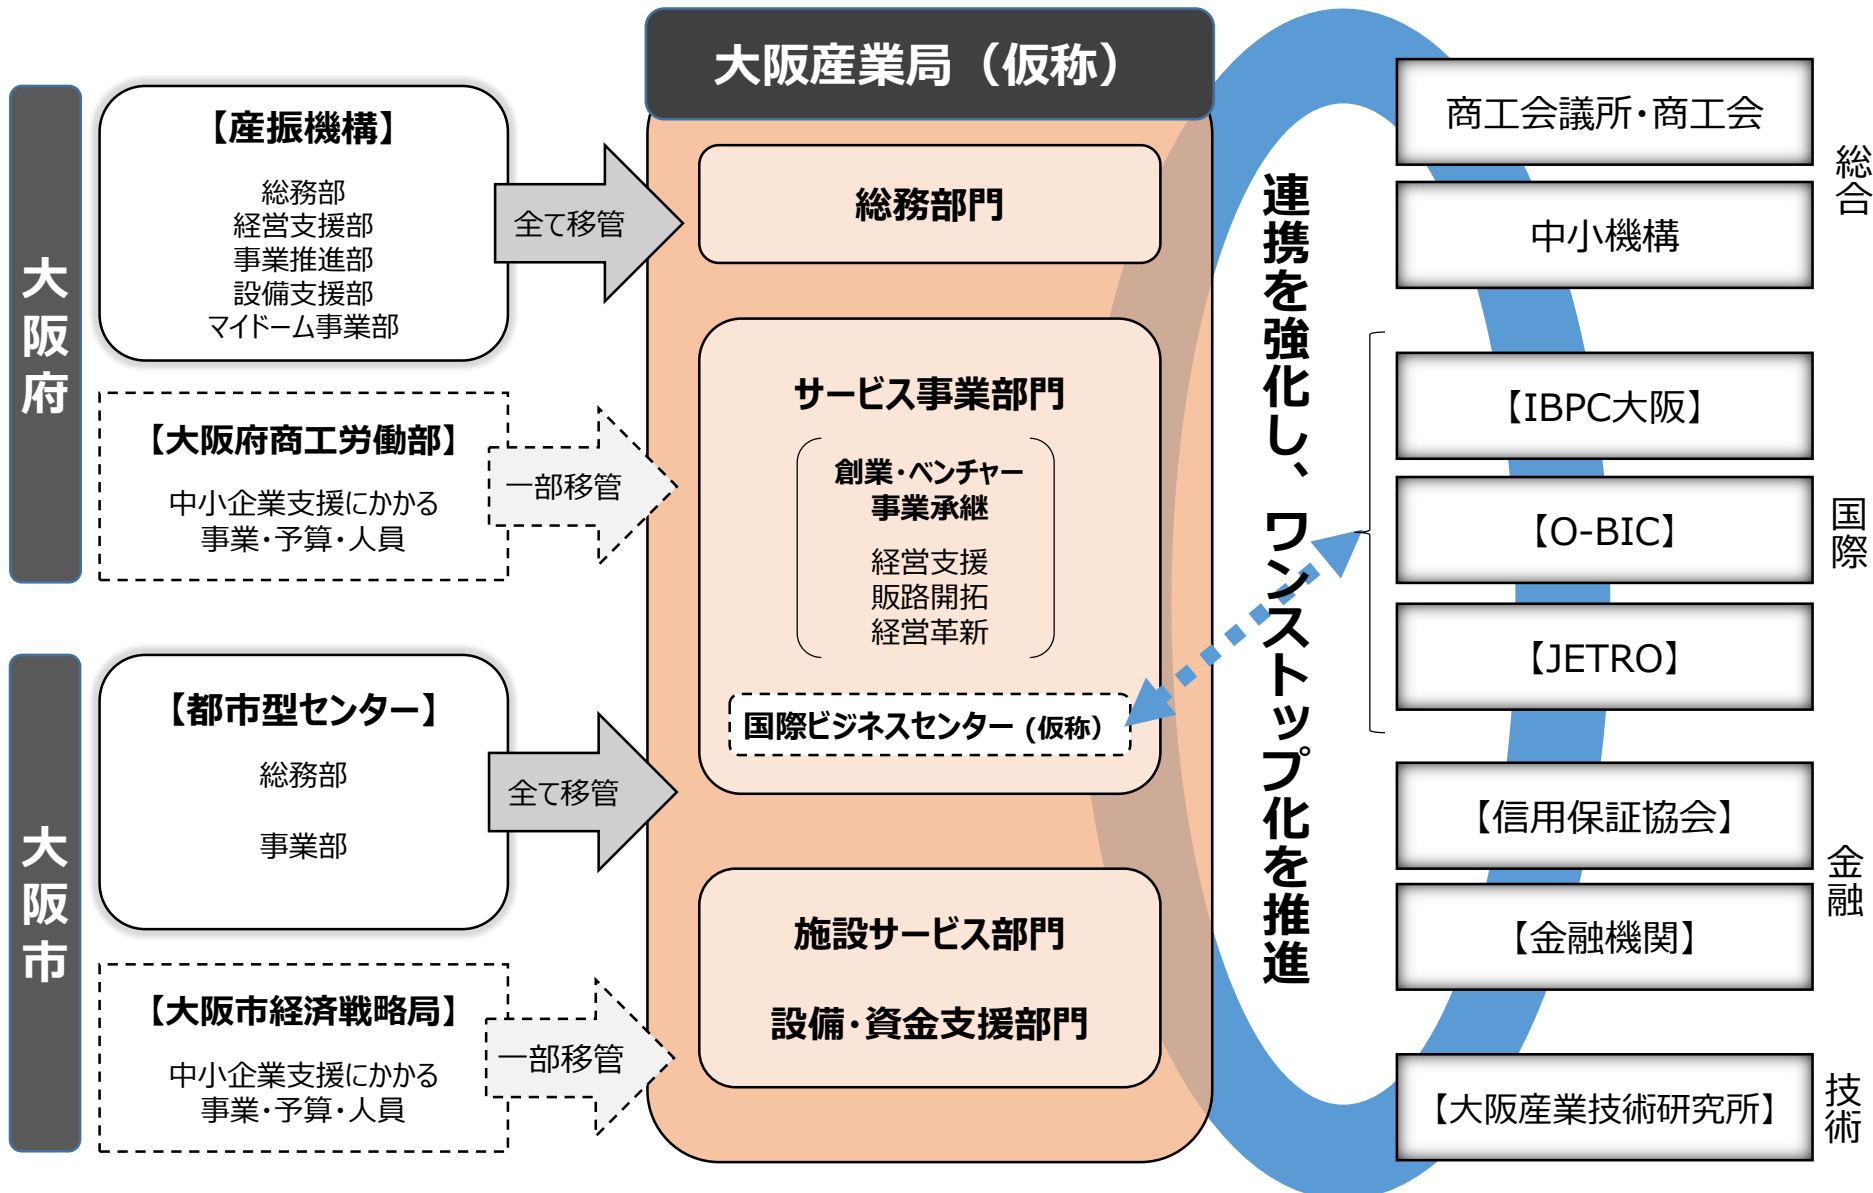 大阪府
【産振機構】
総務部
経営支援部
事業推進部
設備支援部
マイドーム事業部
全て移管
【大阪府商工労働部】
中小企業支援にかかる
事業・予算・人員
一部移管
大阪市
【都市型センター】
総務部
事業部
全て移管
【大阪市経済戦略局】
中小企業支援にかかる
事業・予算・人員
一部移管
大阪産業局（仮称）
総務部門
サービス事業部門
創業・ベンチャー
事業承継
経営支援
販路開拓
経営革新
国際ビジネスセンター(仮称）
施設サービス部門
設備・資金支援部門
連携を強化し、ワンストップ化を推進
商工会議所・商工会
中小機構
総合
【IBPC大阪】
【O-BIC】
【JETRO】
国際
【信用保証協会】
【金融機関】
金融
【大阪産業技術研究所】
技術